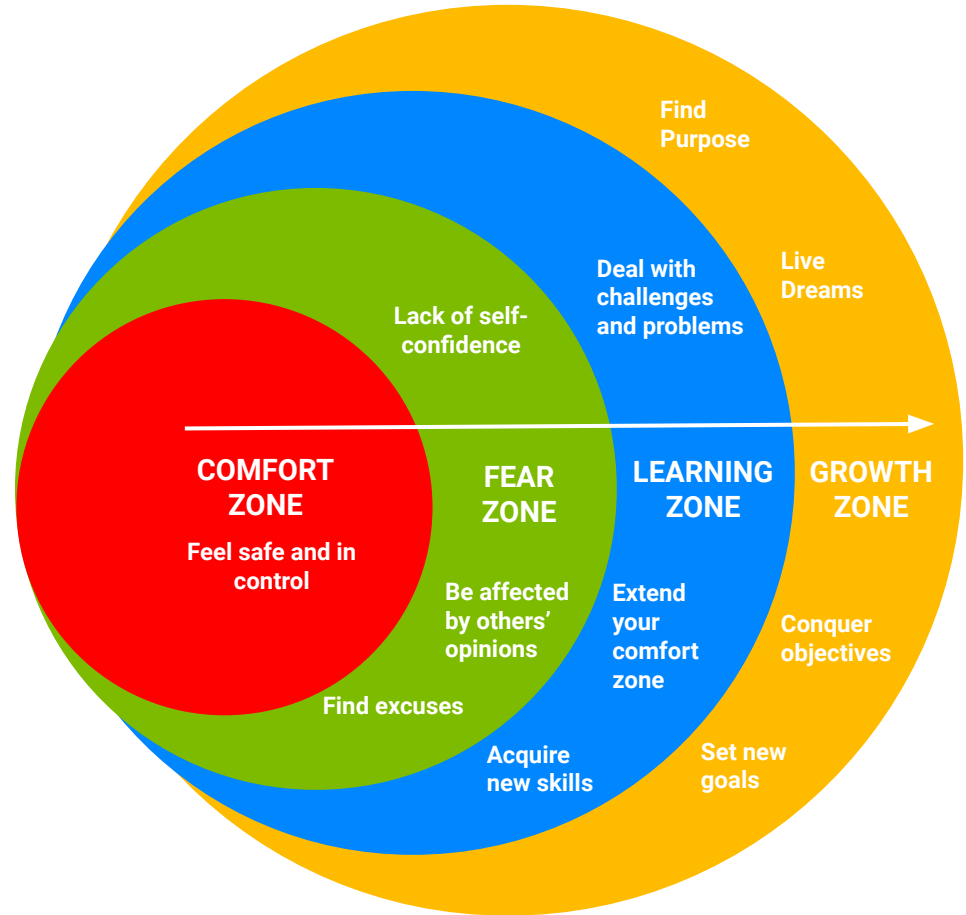 COMFORT
ZONE
Feel safe and in
control
Lack of self-
confidence
FEAR
ZONE
Be affected
by others’
opinions
Find excuses
Deal with
challenges
and problems
LEARNING
ZONE
Extend
your
comfort
zone
Acquire
new skills
Find
Purpose
Live
Dreams
GROWTH
ZONE
Conquer
objectives
Set new
goals